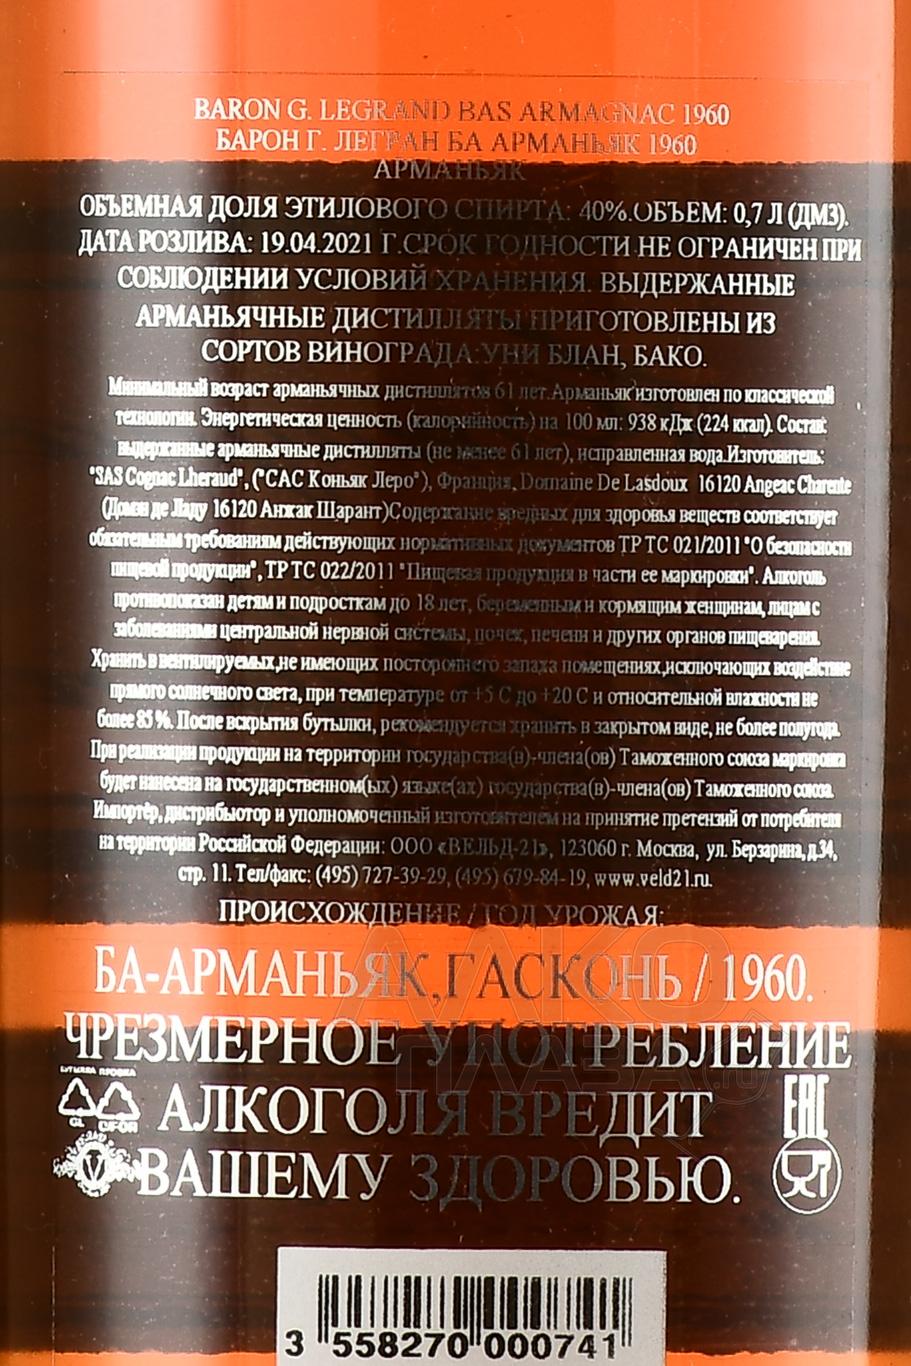 BARON G. LEGRAND BAS ARMAGNAC 1960
БАРОН Г. ЛЕГРАН БА АРМАНЬЯК 1960
АРМАНЬЯК
ОБЪЕМНАЯ ДОЛЯ ЭТИЛОВОГО СПИРТА: 40%.ОБЪЕМ: 0,7 Л (ДМ3).
ДАТА РОЗЛИВА: 19.04.2021 Г.СРОК ГОДНОСТИ НЕ ОГРАНИЧЕН ПРИ
СОБЛЮДЕНИИ УСЛОВИЙ ХРАНЕНИЯ. ВЫДЕРЖАННЫЕ
АРМАНЬЯЧНЫЕ ДИСТИЛЛЯТЫ ПРИГОТОВЛЕНЫ ИЗ
СОРТОВ ВИНОГРАДА:УНИ БЛАН, БАКО.
Минимальный возраст арманьячных дистиллятов 61 лет.Арманьяк изготовлен по классической
технологии. Энергетическая ценность (калорийность) на 100 мл: 938 кДж (224 ккал). Состав:
выдержанные арманьячные дистилляты (не менее 61 лет), исправленная вода.Изготовитель:
"SAS Cognac Lheraud", ("САС Коньяк Леро"), Франция, Domaine De Lasdoux 16120 Angeac Charente
(Домэн де Ладу 16120 Анжак Шарант)Содержание вредных для здоровья веществ соответствует
обязательным требованиям действующих нормативных документов ТР ТС 021/2011 "О безопасности
пищевой продукции", ТР ТС 022/2011 "Пищевая продукция в части ее маркировки". Алкоголь
противопоказан детям и подросткам до 18 лет, беременным и кормящим женщинам, лицам с
заболеваниями центральной нервной системы, почек, печени и других органов пищеварения.
Хранить в вентилируемых,не имеющих постороннего запаха помещениях,исключающих воздействие
прямого солнечного света, при температуре от +5 С до +20 С и относительной влажности не
более 85 %. После вскрытия бутылки, рекомендуется хранить в закрытом виде, не более полугода.
При реализации продукции на территории государства(в)-члена(ов) Таможенного союза маркировка
будет нанесена на государственном(ых) языке(ах) государства(в)-члена(ов) Таможенного союза.
Импортёр, дистрибьютор и уполномоченный изготовителем на принятие претензий от потребителя
на территории Российской Федерации: ООО «ВЕЛЬД-21», 123060 г. Москва, ул. Берзарина, д.34,
стр. 11. Тел/факс: (495) 727-39-29, (495) 679-84-19, www.veld21.ru.
ПРОИСХОЖДЕНИЕ / ГОД УРОЖАЯ:
БА-АРМАНЬЯК,ГАСКОНЬ / 1960.
ЧРЕЗМЕРНОЕ УПОТРЕБЛЕНИЕ
АЛКОГОЛЯ ВРЕДИТ
ВАШЕМУ ЗДОРОВЬЮ.
БУТЫЛКА ПРОБКА
GL C/FOR
EAC
АЛКО
ПЛАЗА.ru
3 558270 000741